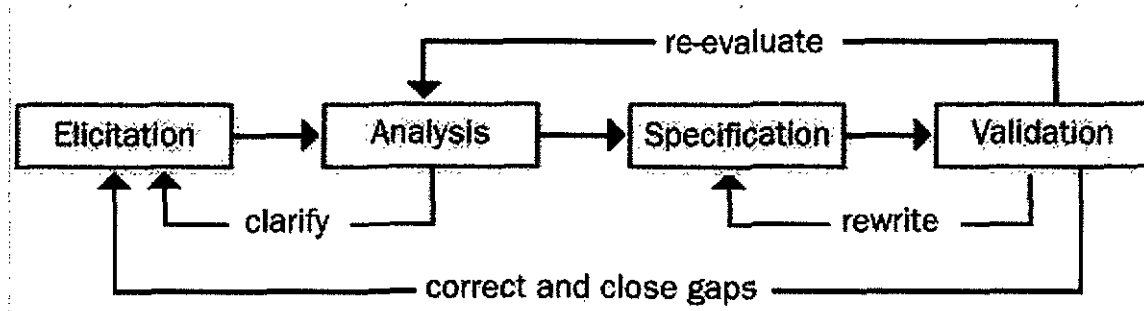 re-evaluate
Elicitation
Analysis
Specification
Validation
clarify
rewrite
correct and close gaps